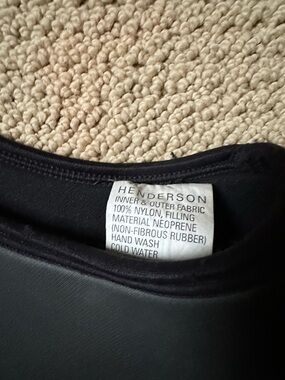 HENDERSON
INNER & OUTER FABRIC
100% NYLON, FILLING
MATERIAL NEOPRENE
(NON-FIBROUS RUBBER)
HAND WASH
COLD WATER